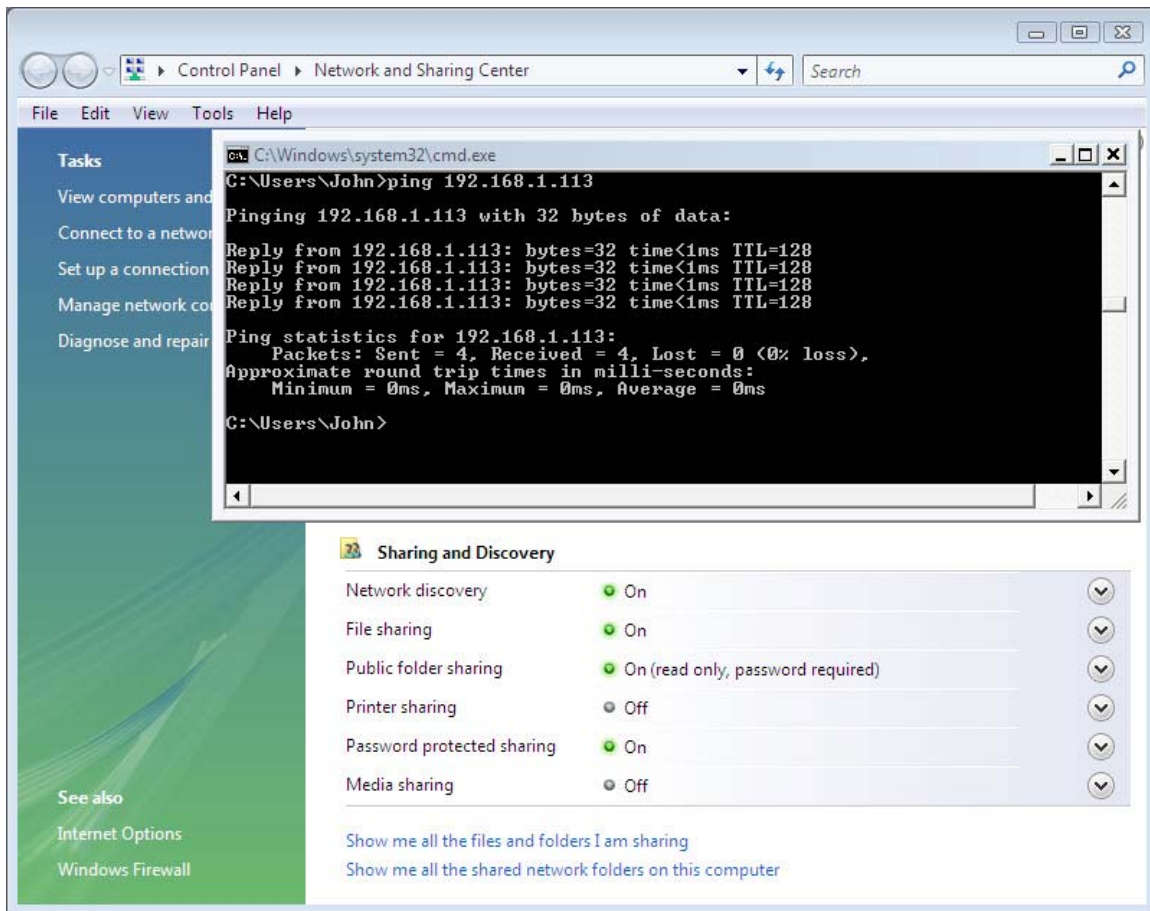 Control Panel Network and Sharing Center Search
File Edit View Tools Help
Tasks
View computers and
Connect to a networ
Set up a connection
Manage network co
Diagnose and repair
C:\Windows\system32\cmd.exe
C:\Users\John>ping 192.168.1.113
Pinging 192.168.1.113 with 32 bytes of data:
Reply from 192.168.1.113: bytes=32 time<1ms TTL=128
Reply from 192.168.1.113: bytes=32 time<1ms TTL=128
Reply from 192.168.1.113: bytes=32 time<1ms TTL=128
Reply from 192.168.1.113: bytes=32 time<1ms TTL=128
Ping statistics for 192.168.1.113:
Packets: Sent = 4, Received = 4, Lost = 0 (0% loss),
Approximate round trip times in milli-seconds:
Minimum = 0ms, Maximum = 0ms, Average = 0ms
C:\Users\John>
Sharing and Discovery
Network discovery On
File sharing On
Public folder sharing On (read only, password required)
Printer sharing Off
Password protected sharing On
Media sharing Off
Show me all the files and folders I am sharing
Show me all the shared network folders on this computer
See also
Internet Options
Windows Firewall